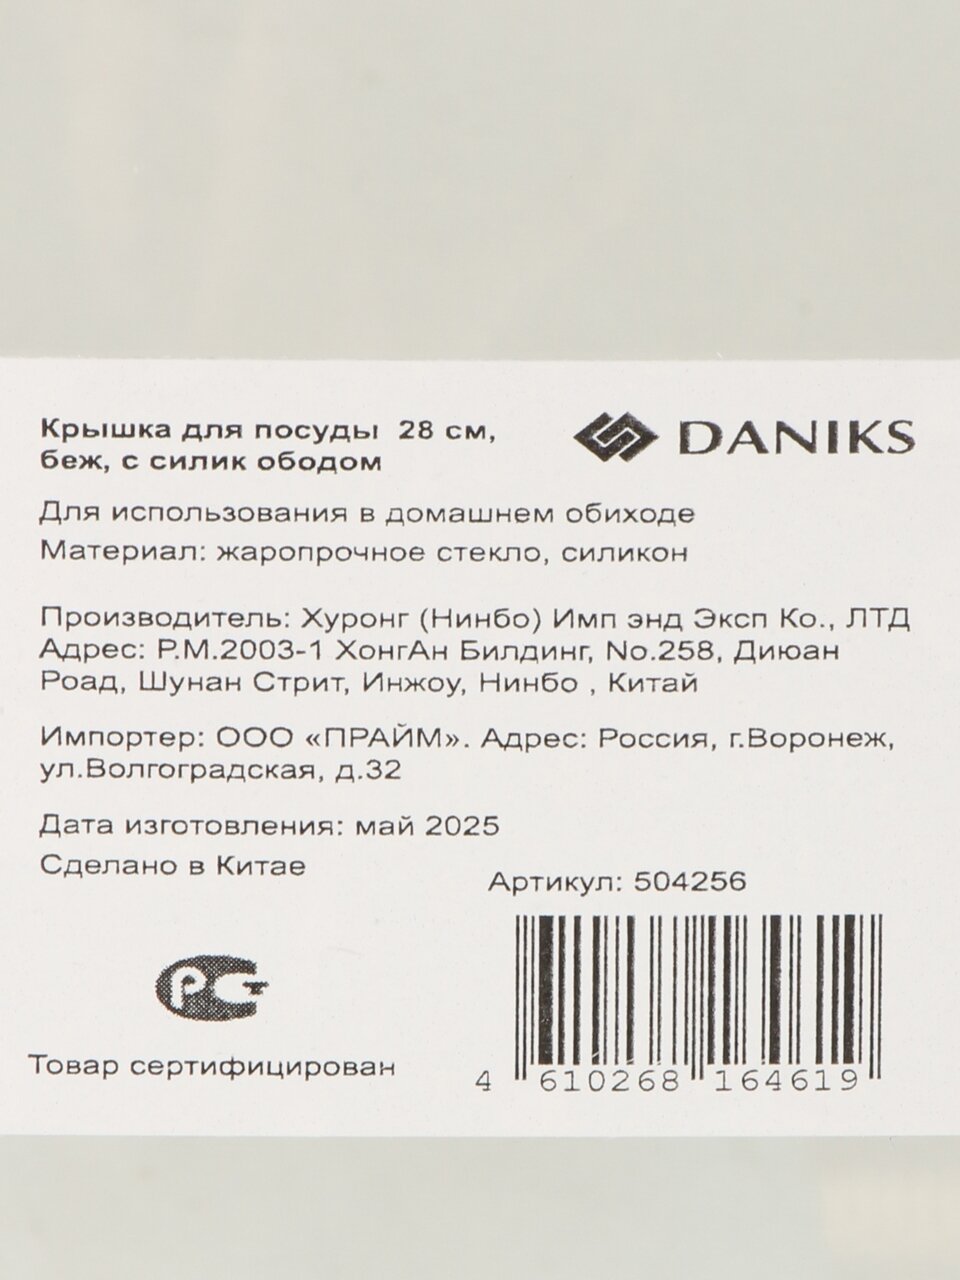 Крышка для посуды 28 см,
беж, с силик ободом
DANIKS
Для использования в домашнем обиходе
Материал: жаропрочное стекло, силикон
Производитель: Хуронг (Нинбо) Имп энд Эксп Ко., ЛТД
Адрес: Р.М.2003-1 ХонгАн Билдинг, No.258, Диюан
Роад, Шунан Стрит, Инжоу, Нинбо , Китай
Импортер: ООО «ПРАЙМ». Адрес: Россия, г.Воронеж,
ул.Волгоградская, д.32
Дата изготовления: май 2025
Сделано в Китае
Артикул: 504256
РСТ
Товар сертифицирован
4 610268 164619